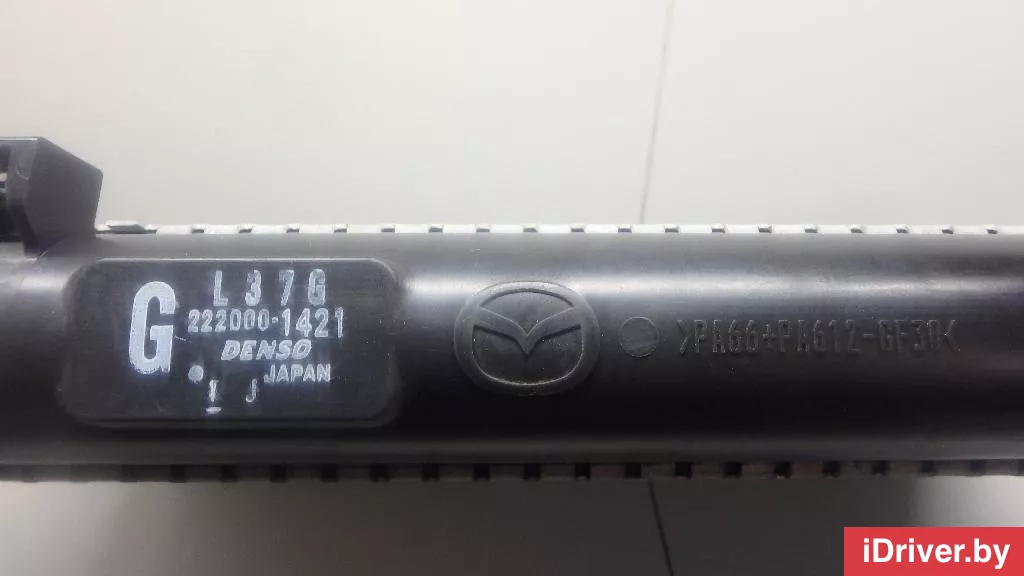 G
L37G
222000-1421
DENSO
JAPAN
I J
>PA66+PA612-GF30<
iDriver.by